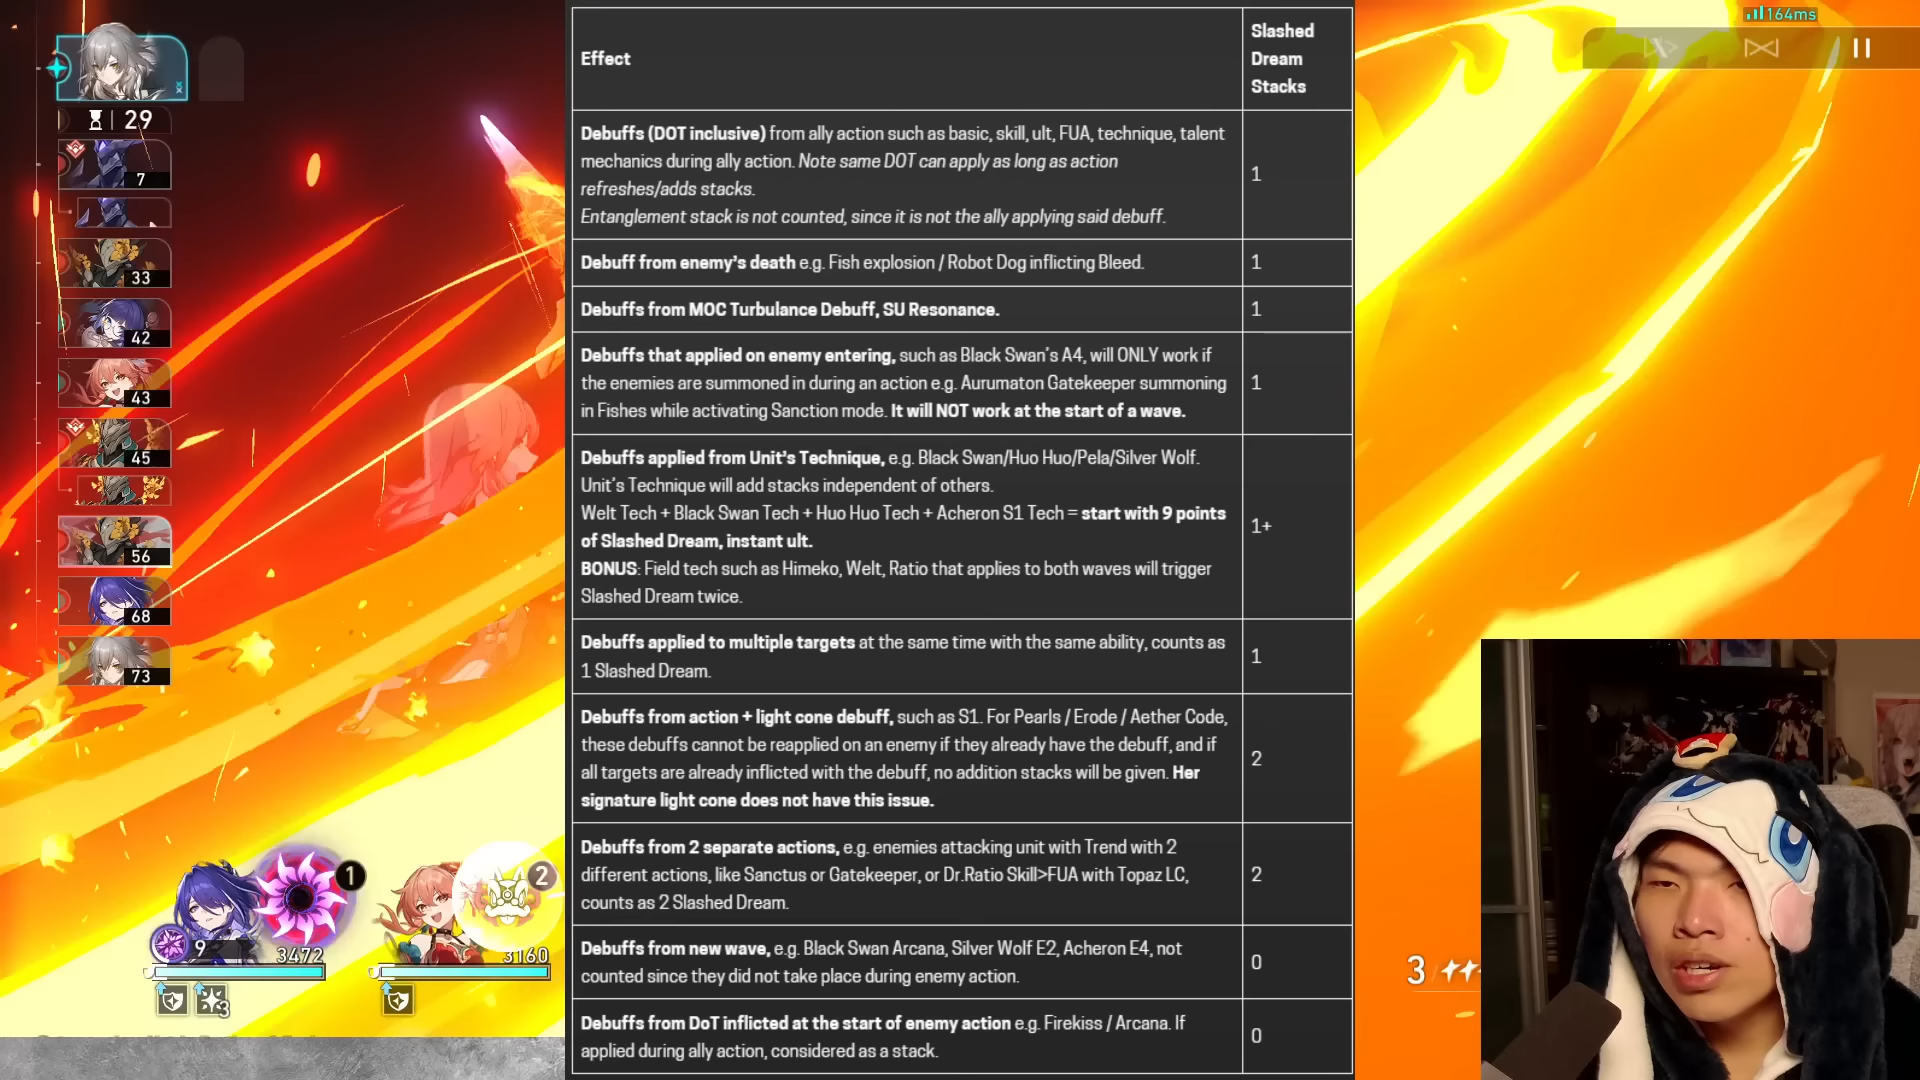 164ms
29
7
33
42
43
45
56
68
73
Effect
Slashed
Dream
Stacks
Debuffs (DOT inclusive) from ally action such as basic, skill, ult, FUA, technique, talent
mechanics during ally action. Note same DOT can apply as long as action
refreshes/adds stacks.
Entanglement stack is not counted, since it is not the ally applying said debuff.
1
Debuff from enemy's death e.g. Fish explosion / Robot Dog inflicting Bleed.
1
Debuffs from MOC Turbulance Debuff, SU Resonance.
1
Debuffs that applied on enemy entering, such as Black Swan's A4, will ONLY work if
the enemies are summoned in during an action e.g. Aurumaton Gatekeeper summoning
in Fishes while activating Sanction mode. It will NOT work at the start of a wave.
1
Debuffs applied from Unit's Technique, e.g. Black Swan/Huo Huo/Pela/Silver Wolf.
Unit's Technique will add stacks independent of others.
Welt Tech + Black Swan Tech + Huo Huo Tech + Acheron S1 Tech = start with 9 points
of Slashed Dream, instant ult.
BONUS: Field tech such as Himeko, Welt, Ratio that applies to both waves will trigger
Slashed Dream twice.
1+
Debuffs applied to multiple targets at the same time with the same ability, counts as
1 Slashed Dream.
1
Debuffs from action + light cone debuff, such as S1. For Pearls / Erode / Aether Code,
these debuffs cannot be reapplied on an enemy if they already have the debuff, and if
all targets are already inflicted with the debuff, no addition stacks will be given. Her
signature light cone does not have this issue.
2
Debuffs from 2 separate actions, e.g. enemies attacking unit with Trend with 2
different actions, like Sanctus or Gatekeeper, or Dr.Ratio Skill>FUA with Topaz LC,
counts as 2 Slashed Dream.
2
Debuffs from new wave, e.g. Black Swan Arcana, Silver Wolf E2, Acheron E4, not
counted since they did not take place during enemy action.
0
Debuffs from DoT inflicted at the start of enemy action e.g. Firekiss / Arcana. If
applied during ally action, considered as a stack.
0
1
9
3472
3
2
3160
3